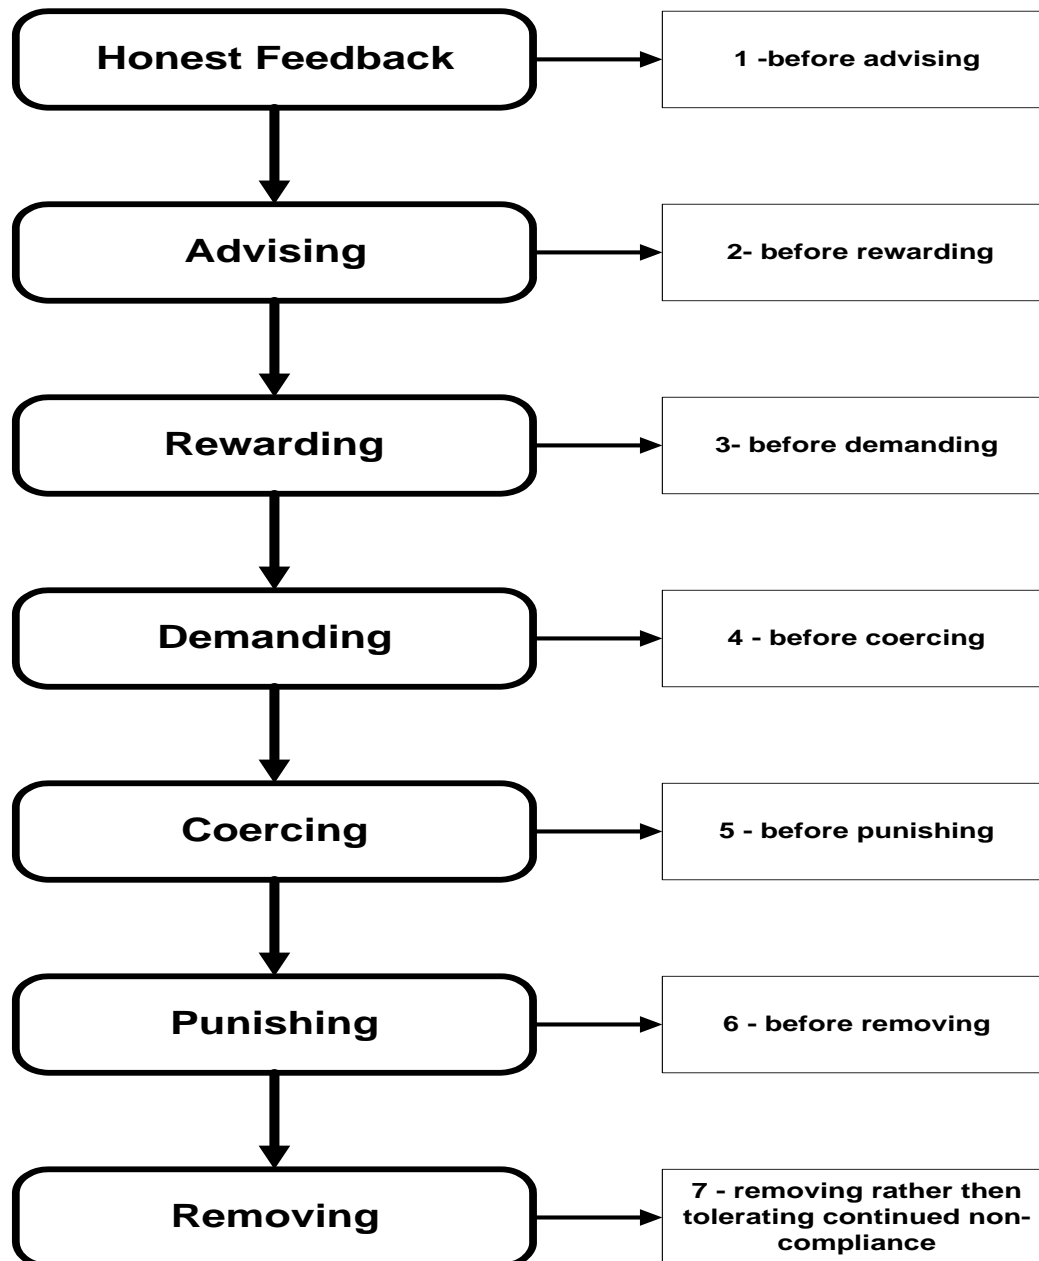 Honest Feedback
1 -before advising
Advising
2- before rewarding
Rewarding
3- before demanding
Demanding
4 - before coercing
Coercing
5 - before punishing
Punishing
6 - before removing
Removing
7 - removing rather then
tolerating continued non-
compliance